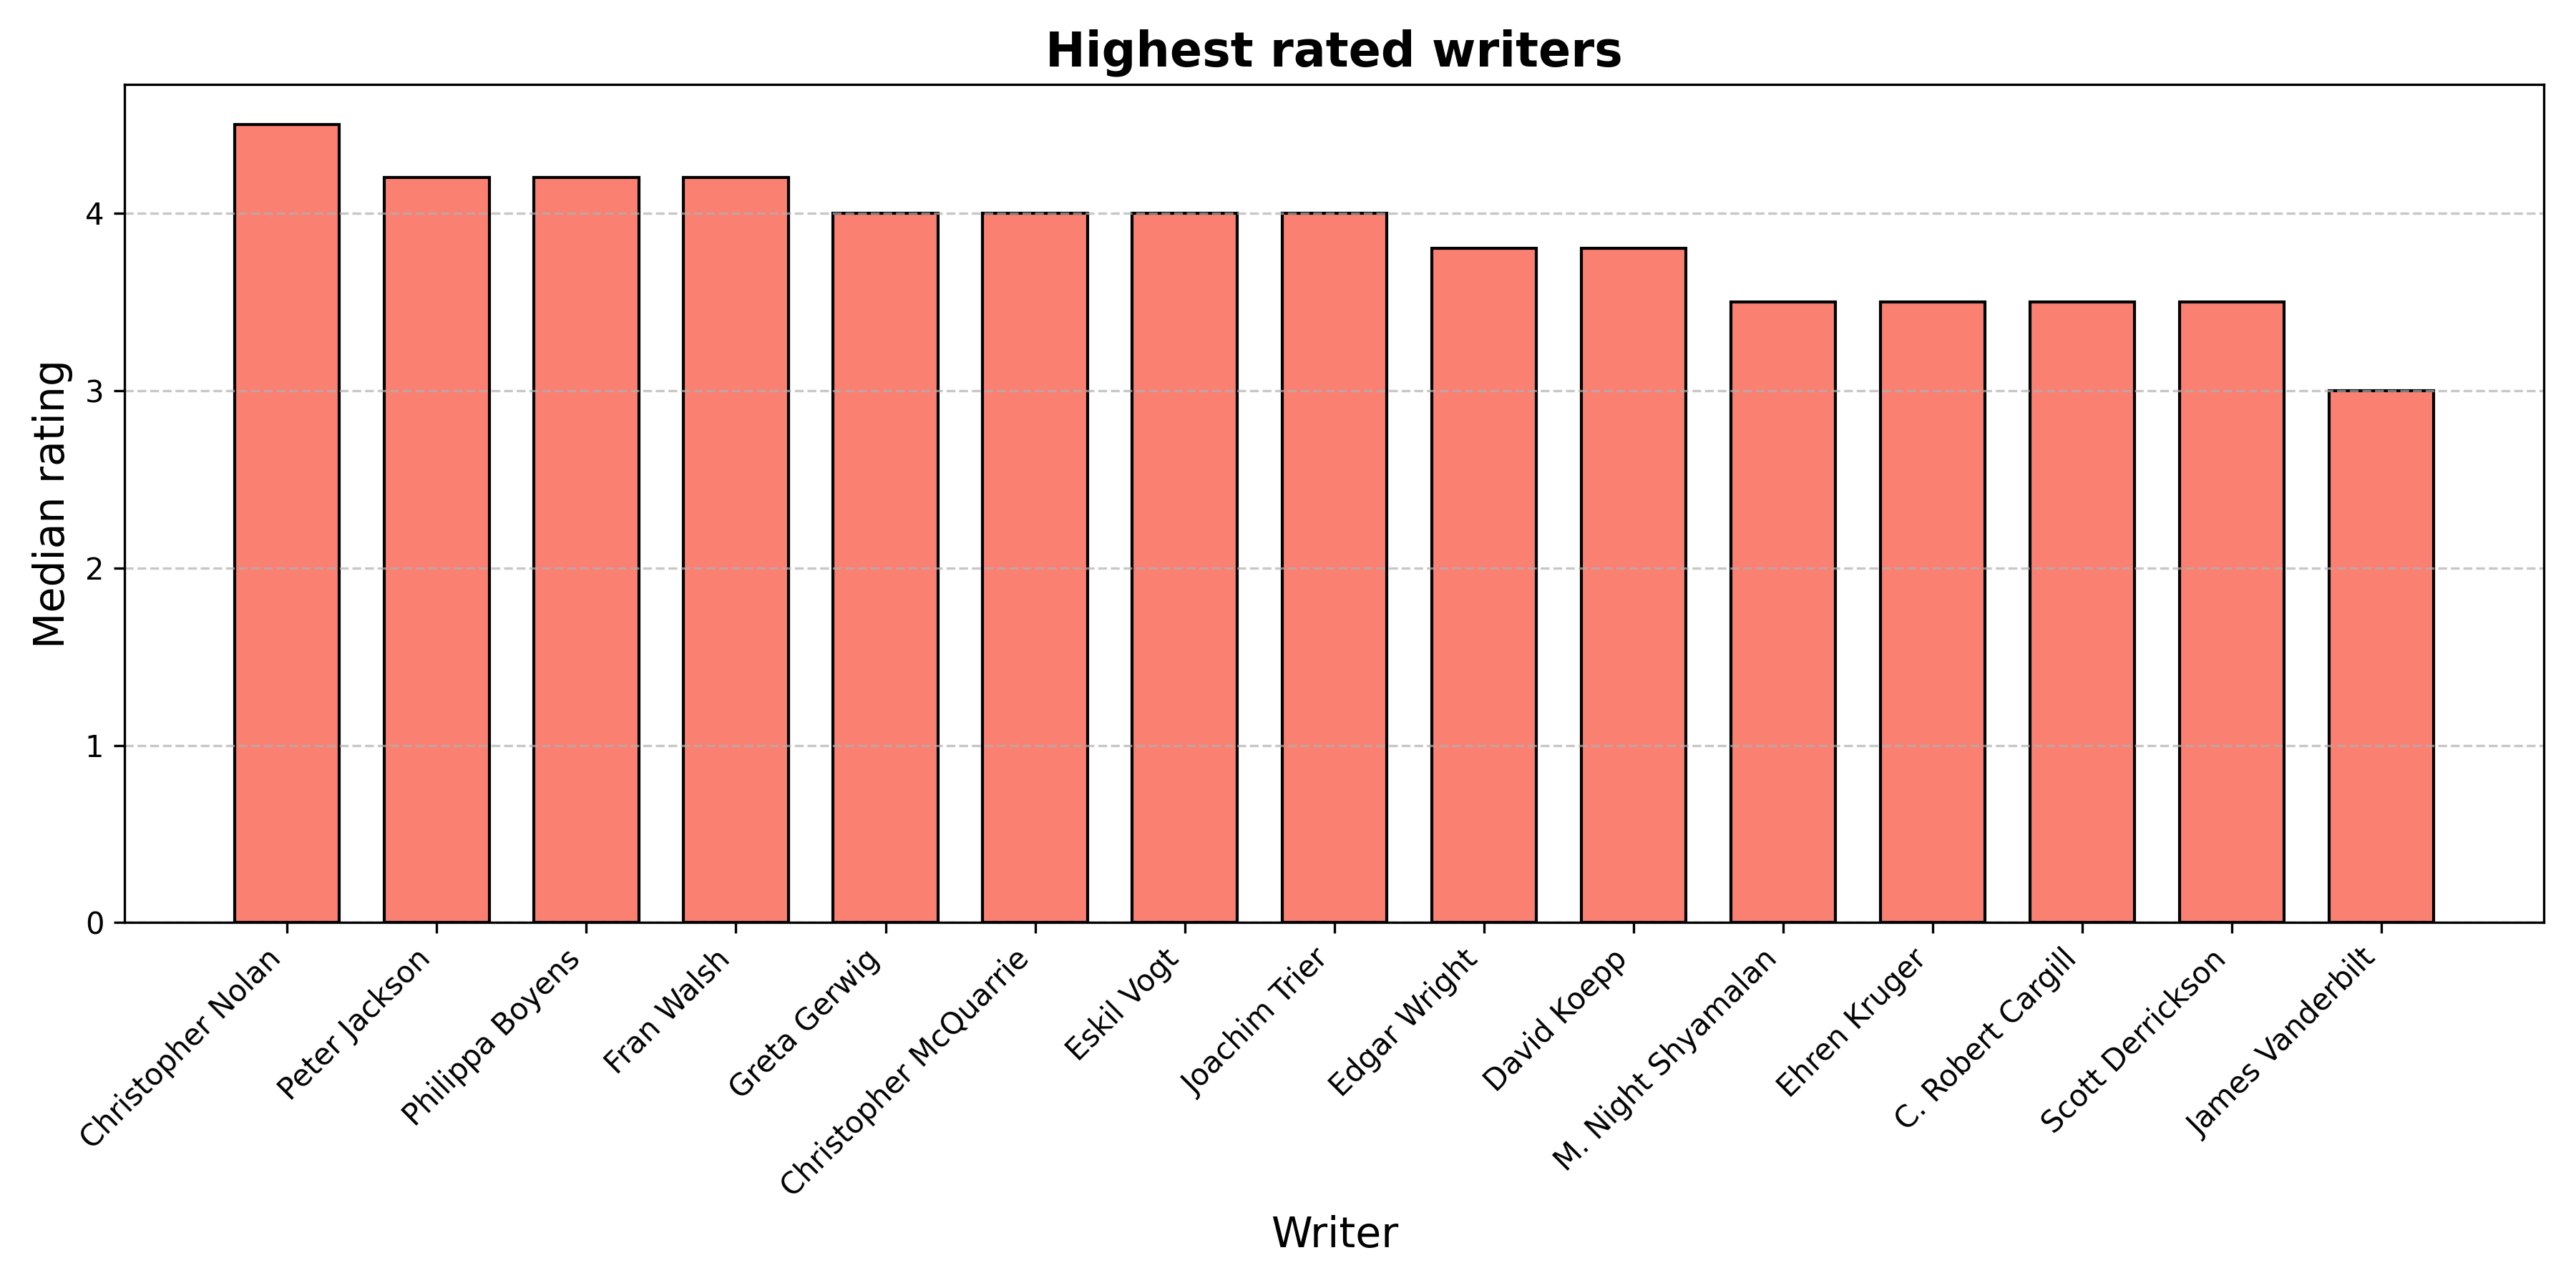 Highest rated writers
Median rating
4
3
2
1
0
Christopher Nolan
Peter Jackson
Philippa Boyens
Fran Walsh
Greta Gerwig
Christopher McQuarrie
Eskil Vogt
Joachim Trier
Edgar Wright
David Koepp
M. Night Shyamalan
Ehren Kruger
C. Robert Cargill
Scott Derrickson
James Vanderbilt
Writer